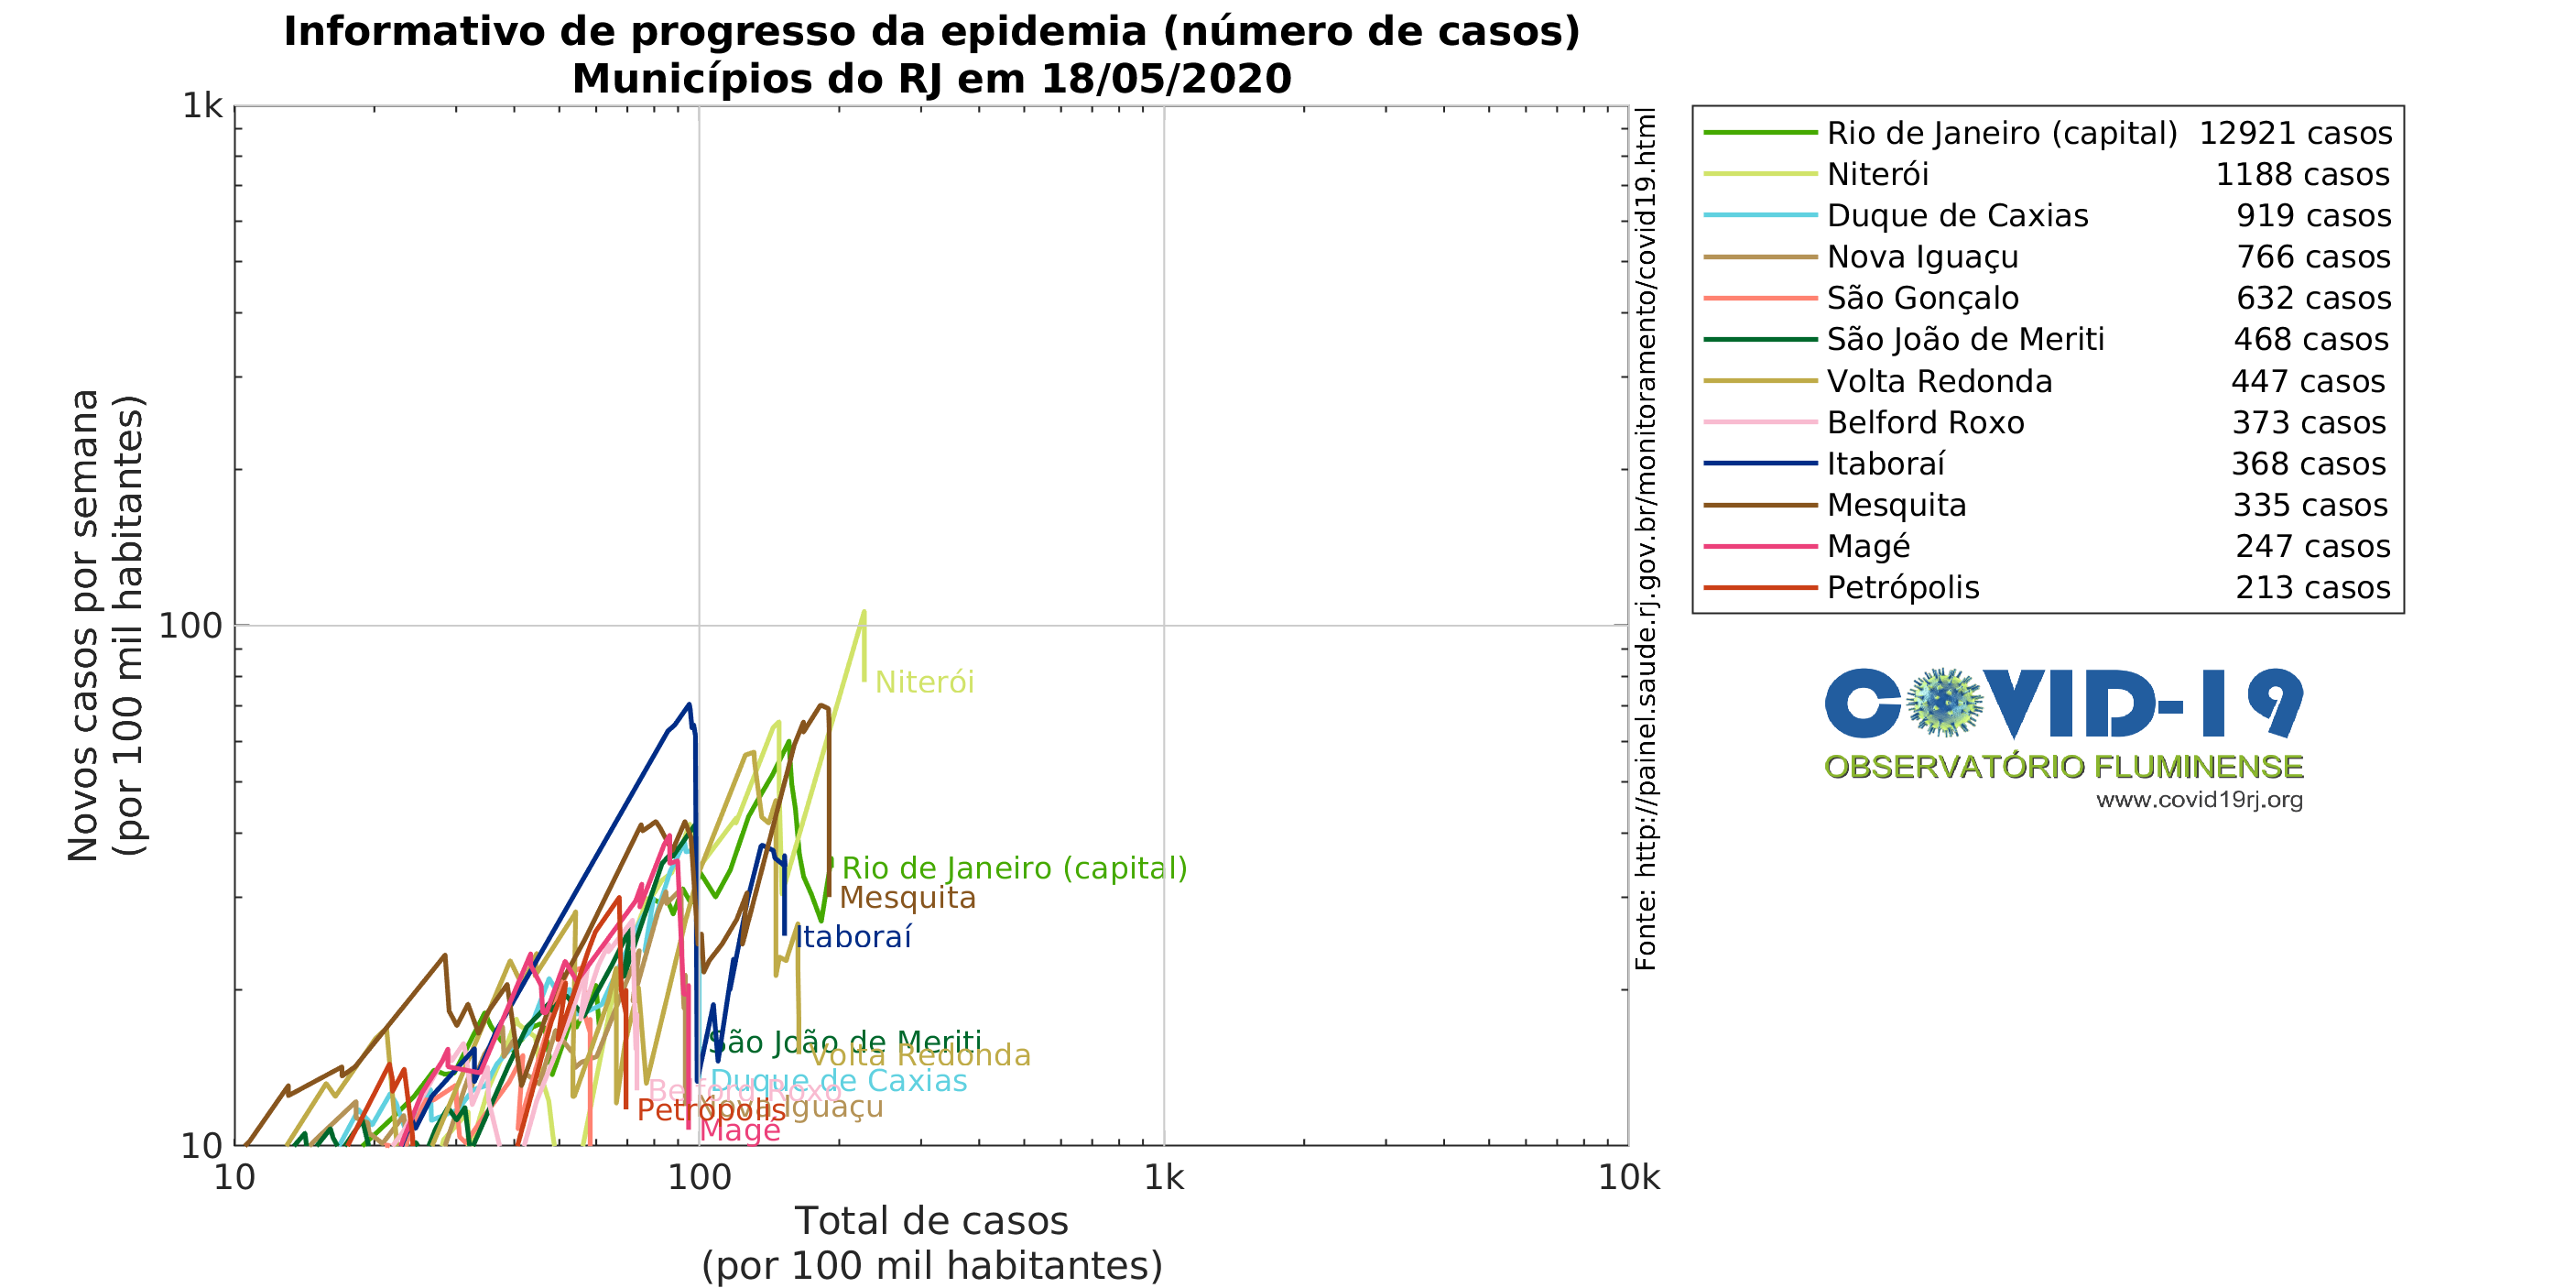 Informativo de progresso da epidemia (número de casos)
Municípios do RJ em 18/05/2020
Novos casos por semana
(por 100 mil habitantes)
1k
100
10
10
100
1k
10k
Total de casos
(por 100 mil habitantes)
Niterói
Rio de Janeiro (capital)
Mesquita
Itaboraí
São João de Meriti
Volta Redonda
Duque de Caxias
Belford Roxo
Nova Iguaçu
Petrópolis
Magé
Fonte: http://painel.saude.rj.gov.br/monitoramento/covid19.html
Rio de Janeiro (capital) 12921 casos
Niterói 1188 casos
Duque de Caxias 919 casos
Nova Iguaçu 766 casos
São Gonçalo 632 casos
São João de Meriti 468 casos
Volta Redonda 447 casos
Belford Roxo 373 casos
Itaboraí 368 casos
Mesquita 335 casos
Magé 247 casos
Petrópolis 213 casos
COVID-19
OBSERVATÓRIO FLUMINENSE
www.covid19rj.org